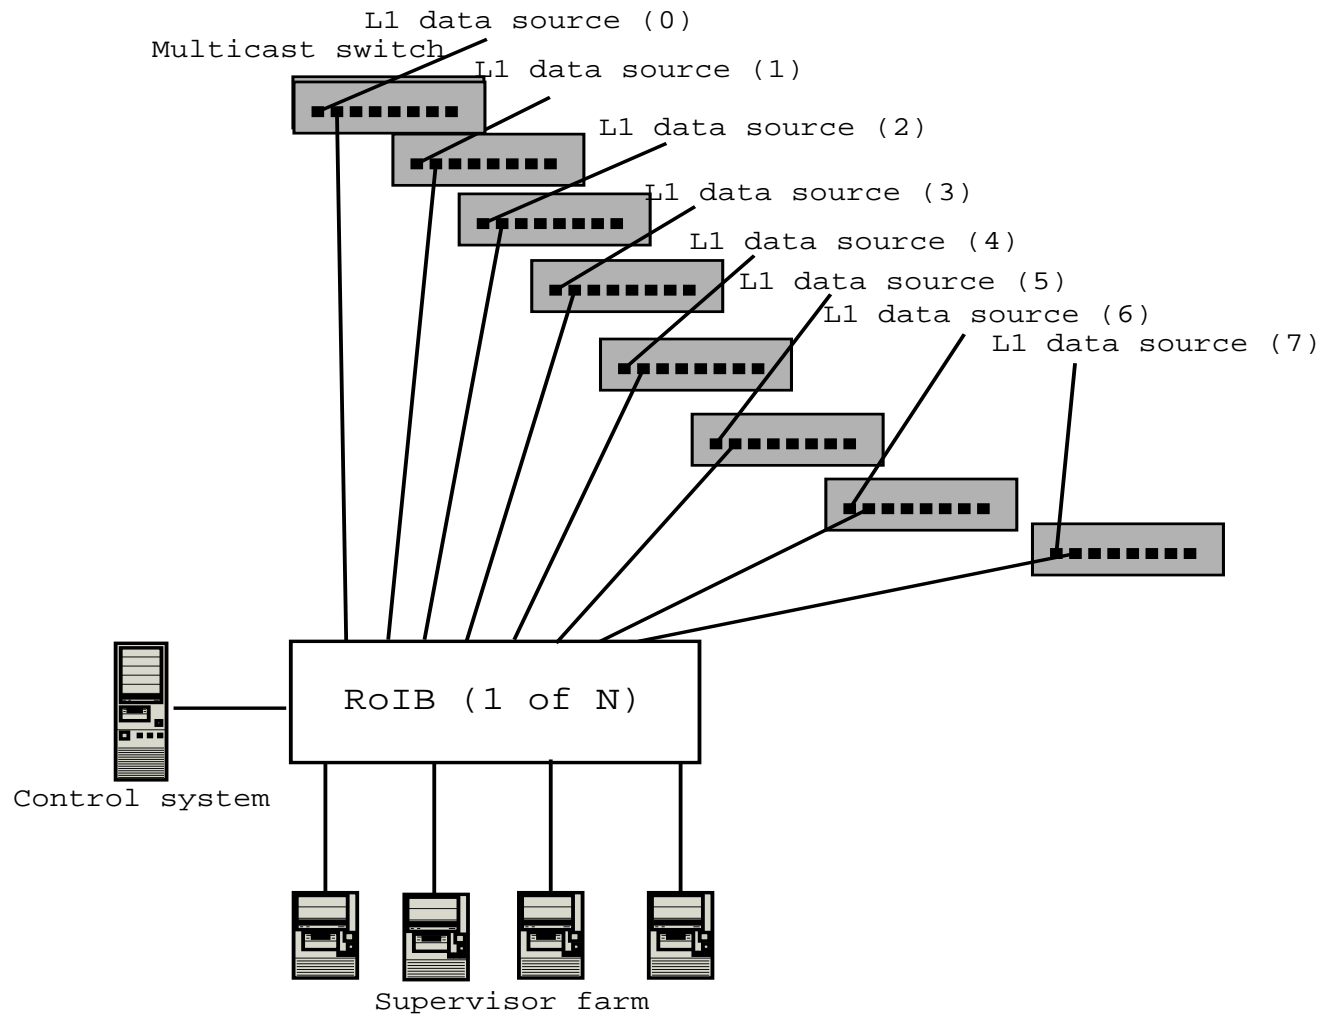 L1 data source (0)
Multicast switch
L1 data source (1)
L1 data source (2)
L1 data source (3)
L1 data source (4)
L1 data source (5)
L1 data source (6)
L1 data source (7)
RoIB (1 of N)
Control system
Supervisor farm